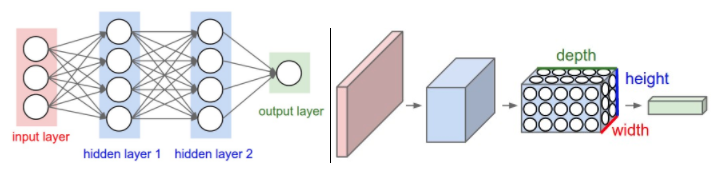 input layer
hidden layer 1
hidden layer 2
output layer
depth
height
width